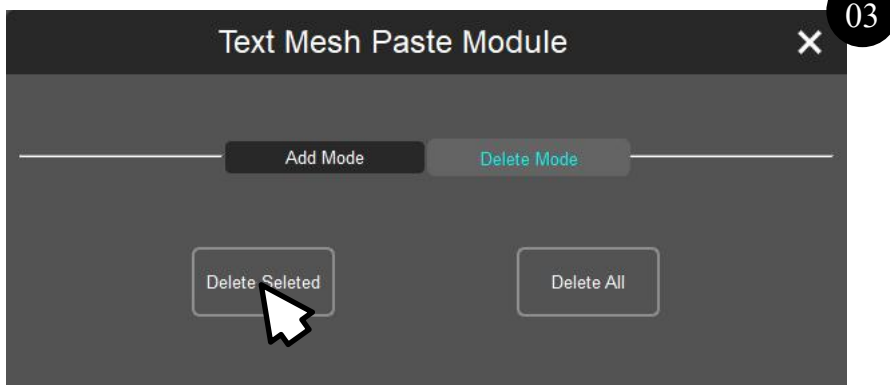 03
Text Mesh Paste Module
Add Mode
Delete Mode
Delete Seleted
Delete All